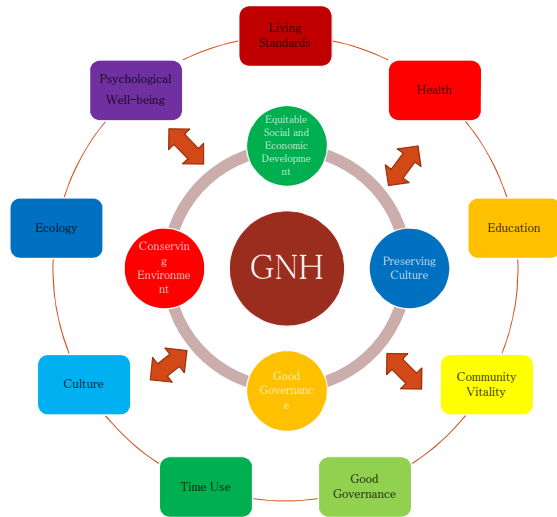 Living
Standards
Psychological
Well-being
Health
Equitable
Social and
Economic
Developme
nt
Ecology
Conservin
g
Environme
nt
GNH
Preserving
Culture
Education
Culture
Good
Governanc
e
Community
Vitality
Time Use
Good
Governance